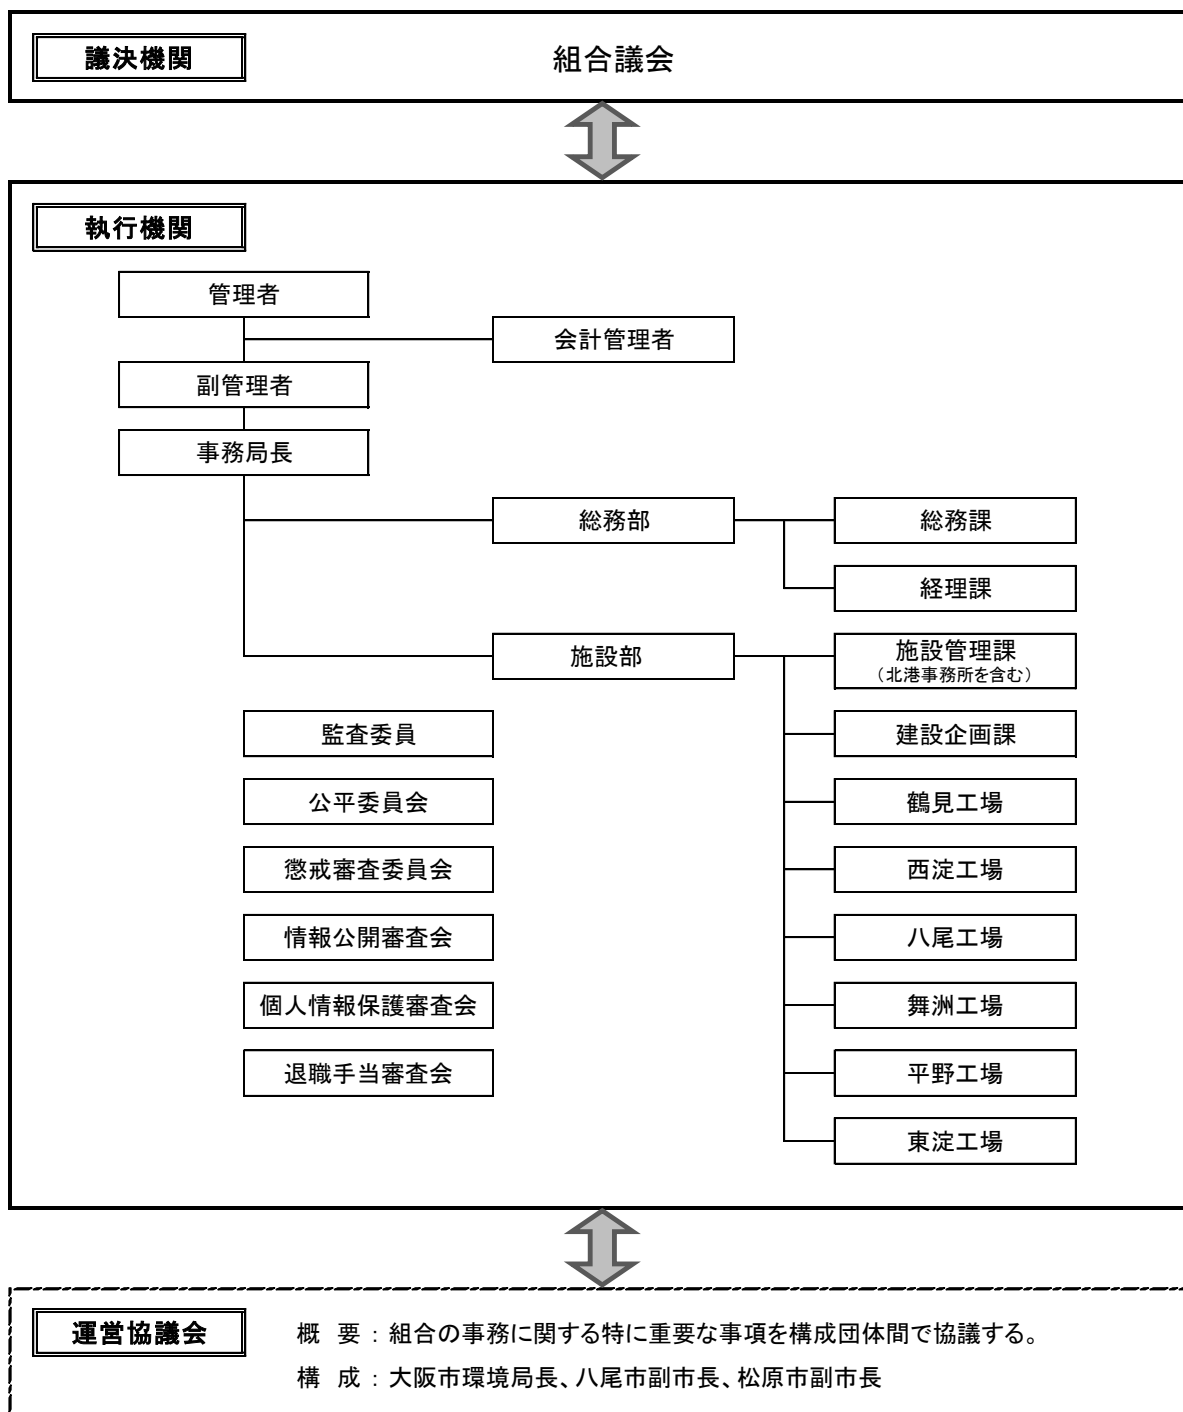 議決機関
組合議会
執行機関
管理者
会計管理者
副管理者
事務局長
総務部
総務課
経理課
施設部
施設管理課
（北港事務所を含む）
監査委員
建設企画課
公平委員会
鶴見工場
懲戒審査委員会
西淀工場
情報公開審査会
八尾工場
個人情報保護審査会
舞洲工場
退職手当審査会
平野工場
東淀工場
運営協議会
概 要 ： 組合の事務に関する特に重要な事項を構成団体間で協議する。
構 成 ： 大阪市環境局長、八尾市副市長、松原市副市長